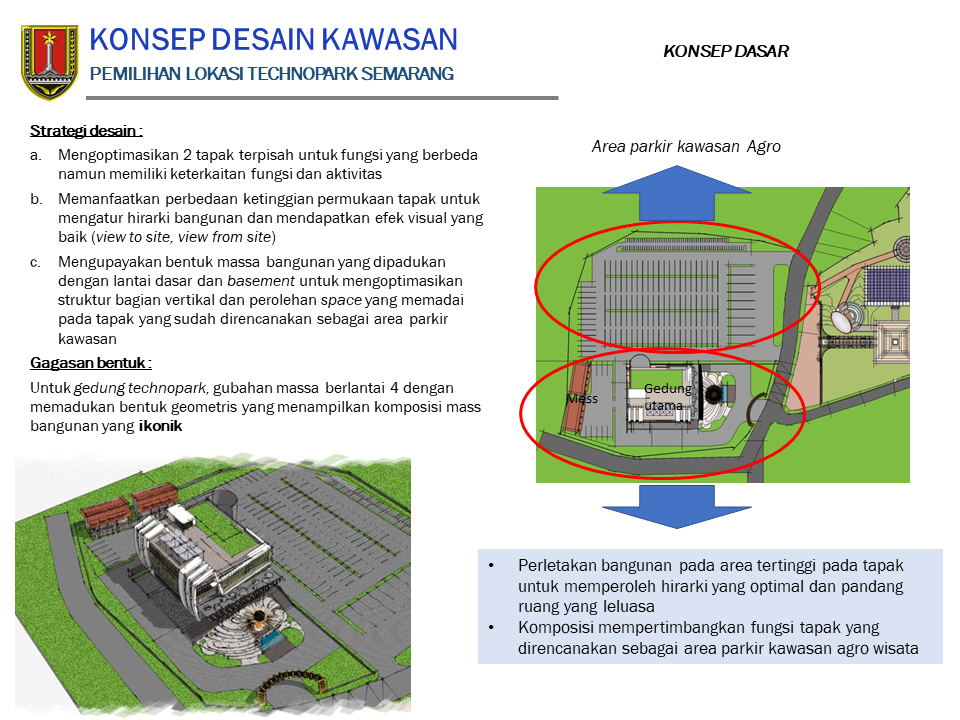 KONSEP DESAIN KAWASAN
PEMILIHAN LOKASI TECHNOPARK SEMARANG
KONSEP DASAR
Strategi desain :
a. Mengoptimasikan 2 tapak terpisah untuk fungsi yang berbeda
namun memiliki keterkaitan fungsi dan aktivitas
b. Memanfaatkan perbedaan ketinggian permukaan tapak untuk
mengatur hirarki bangunan dan mendapatkan efek visual yang
baik (view to site, view from site)
c. Mengupayakan bentuk massa bangunan yang dipadukan
dengan lantai dasar dan basement untuk mengoptimasikan
struktur bagian vertikal dan perolehan space yang memadai
pada tapak yang sudah direncanakan sebagai area parkir
kawasan
Gagasan bentuk :
Untuk gedung technopark, gubahan massa berlantai 4 dengan
memadukan bentuk geometris yang menampilkan komposisi mass
bangunan yang ikonik
Area parkir kawasan Agro
Mess
Gedung
utama
• Perletakan bangunan pada area tertinggi pada tapak
untuk memperoleh hirarki yang optimal dan pandang
ruang yang leluasa
• Komposisi mempertimbangkan fungsi tapak yang
direncanakan sebagai area parkir kawasan agro wisata